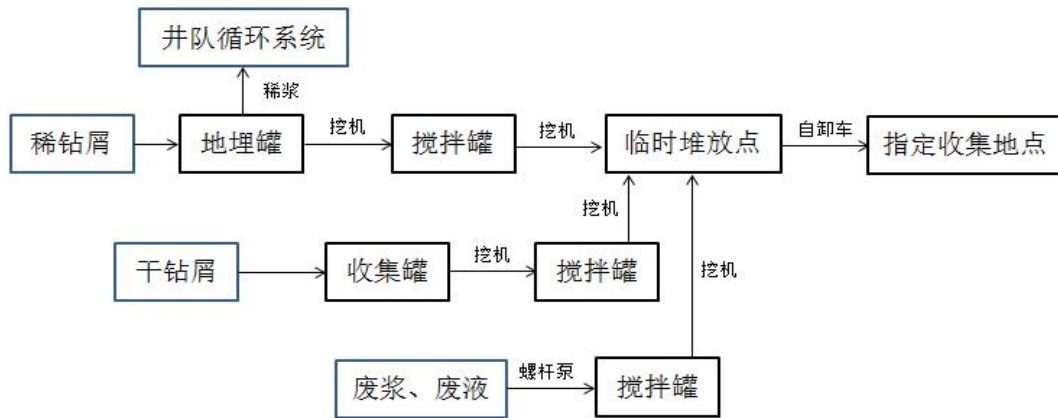 井队循环系统
稀浆
稀钻屑
地埋罐
挖机
搅拌罐
挖机
临时堆放点
自卸车
指定收集地点
挖机
干钻屑
收集罐
挖机
搅拌罐
挖机
废浆、废液
螺杆泵
搅拌罐